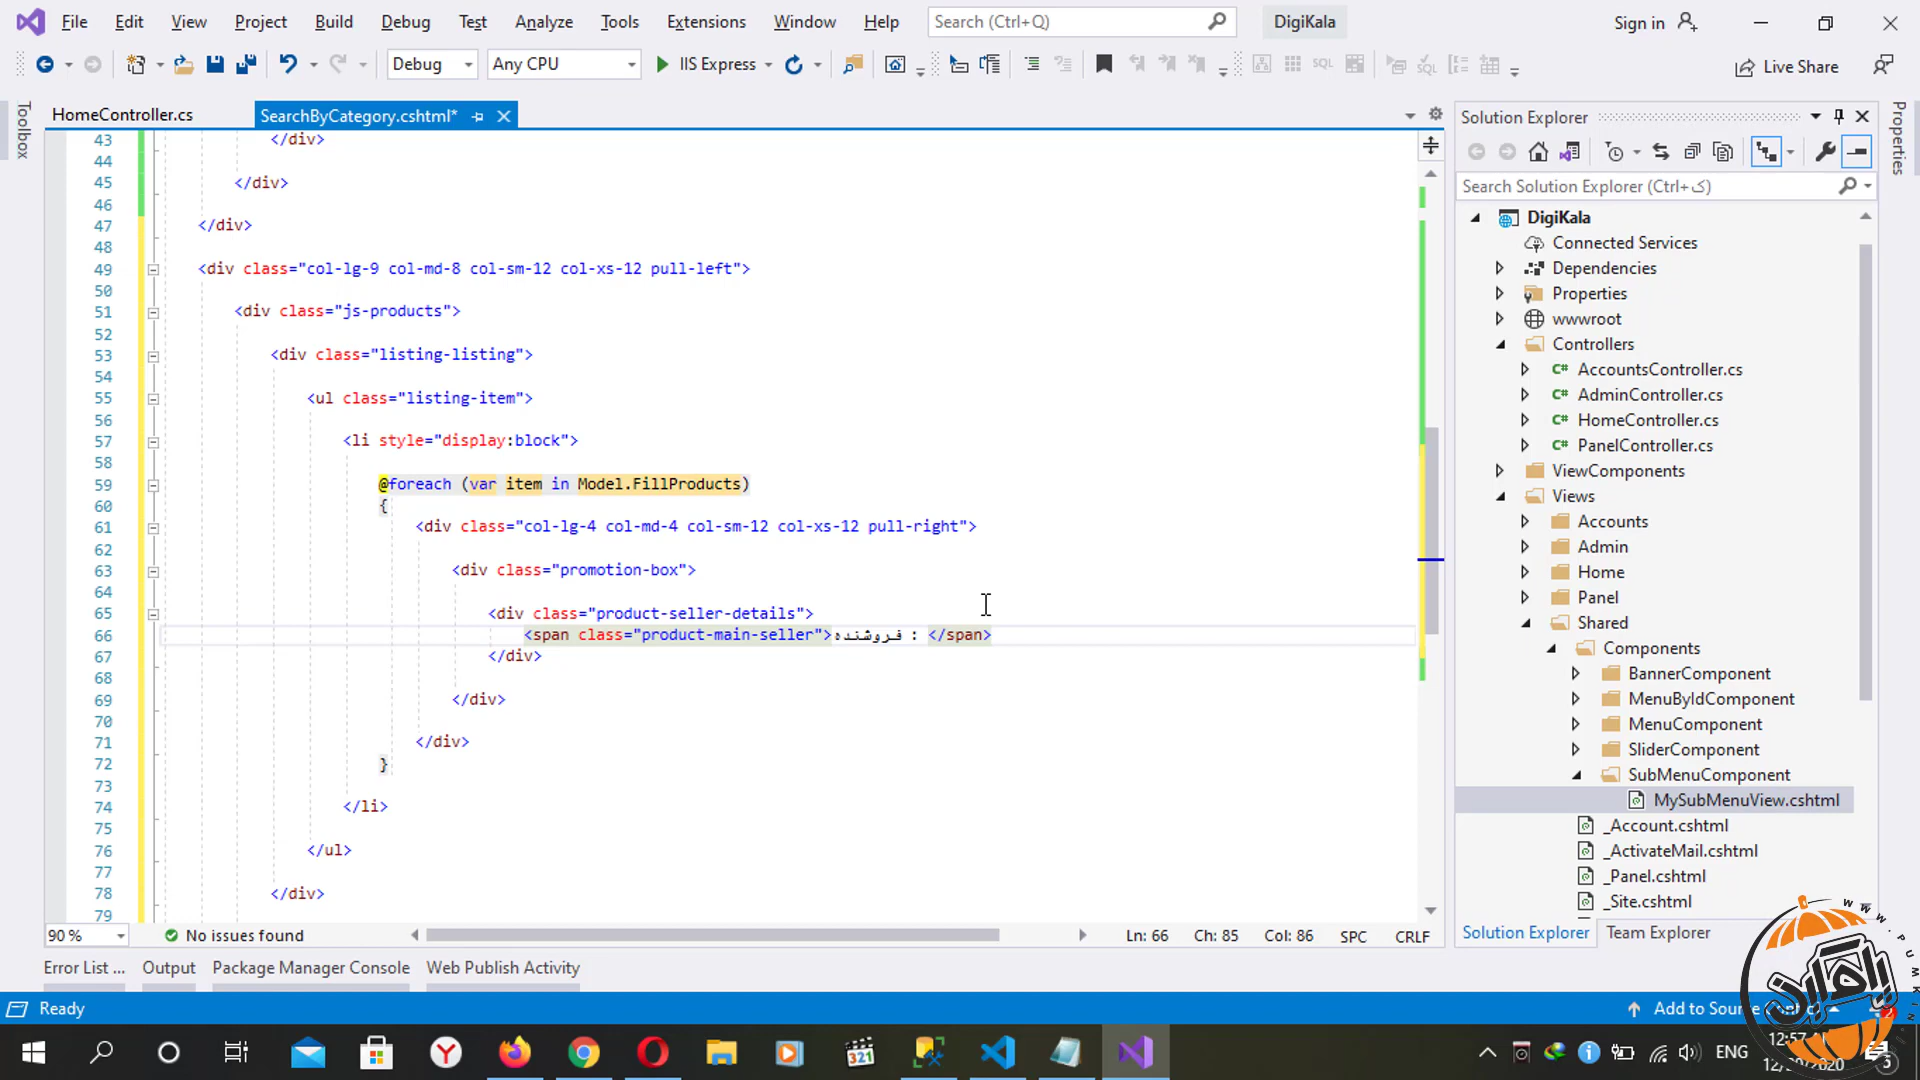 File Edit View Project Build Debug Test Analyze Tools Extensions Window Help Search (Ctrl+Q) DigiKala Sign in
Debug Any CPU IIS Express SQL Live Share
Toolbox
HomeController.cs SearchByCategory.cshtml*
43 </div>
44
45 </div>
46
47 </div>
48
49 <div class="col-lg-9 col-md-8 col-sm-12 col-xs-12 pull-left">
50
51 <div class="js-products">
52
53 <div class="listing-listing">
54
55 <ul class="listing-item">
56
57 <li style="display:block">
58
59 @foreach (var item in Model.FillProducts)
60 {
61 <div class="col-lg-4 col-md-4 col-sm-12 col-xs-12 pull-right">
62
63 <div class="promotion-box">
64
65 <div class="product-seller-details">
66 <span class="product-main-seller">فروشنده : </span>
67 </div>
68
69 </div>
70
71 </div>
72 }
73
74 </li>
75
76 </ul>
77
78 </div>
79
90 % No issues found Ln: 66 Ch: 85 Col: 86 SPC CRLF
Error List ... Output Package Manager Console Web Publish Activity
Ready
Solution Explorer
Search Solution Explorer (Ctrl+ک)
DigiKala
Connected Services
Dependencies
Properties
wwwroot
Controllers
C# AccountsController.cs
C# AdminController.cs
C# HomeController.cs
C# PanelController.cs
ViewComponents
Views
Accounts
Admin
Home
Panel
Shared
Components
BannerComponent
MenuByIdComponent
MenuComponent
SliderComponent
SubMenuComponent
MySubMenuView.cshtml
_Account.cshtml
_ActivateMail.cshtml
_Panel.cshtml
_Site.cshtml
Solution Explorer Team Explorer
Properties
Add to Source
321
ENG